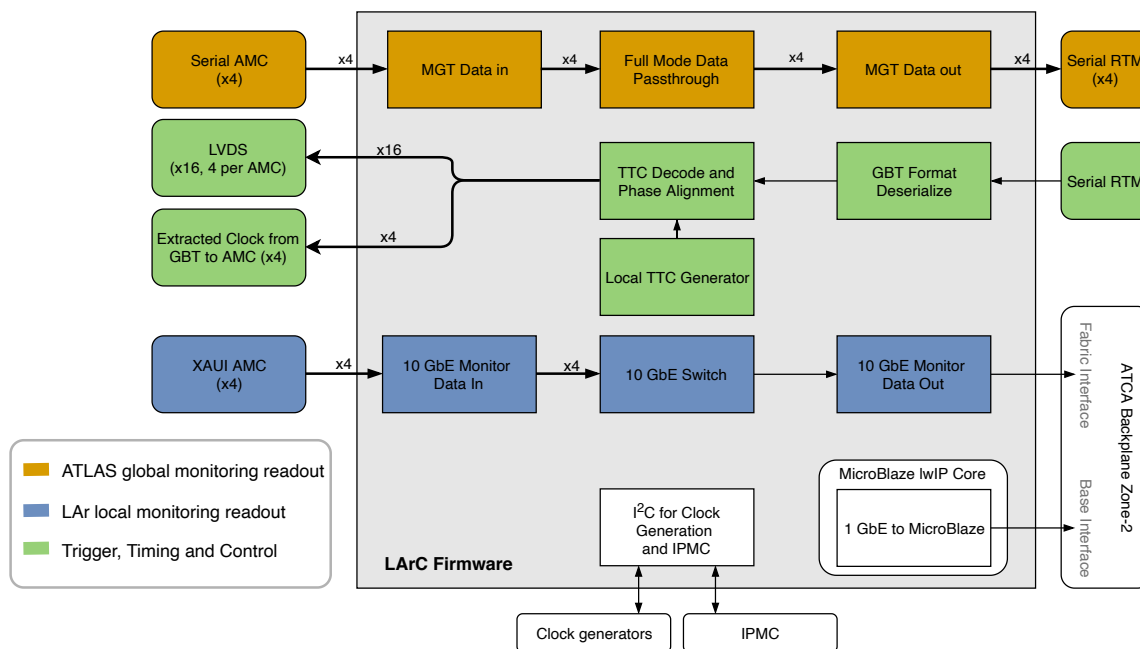 Serial AMC
(x4)
x4
MGT Data in
x4
Full Mode Data
Passthrough
x4
MGT Data out
x4
Serial RTM
(x4)
LVDS
(x16, 4 per AMC)
x16
TTC Decode and
Phase Alignment
GBT Format
Deserialize
Serial RTM
Extracted Clock from
GBT to AMC (x4)
x4
Local TTC Generator
XAUI AMC
(x4)
x4
10 GbE Monitor
Data In
x4
10 GbE Switch
10 GbE Monitor
Data Out
Fabric Interface
Base Interface
ATCA Backplane Zone-2
ATLAS global monitoring readout
LAr local monitoring readout
Trigger, Timing and Control
LArC Firmware
I²C for Clock
Generation
and IPMC
MicroBlaze lwIP Core
1 GbE to MicroBlaze
Clock generators
IPMC